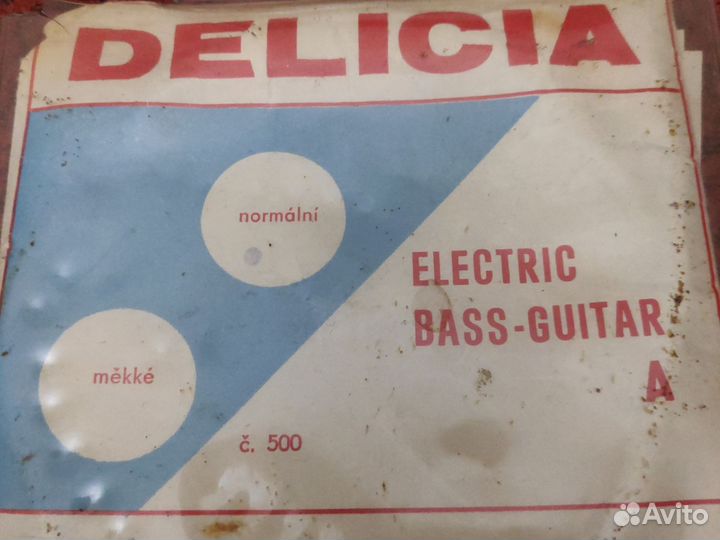 DELICIA
normální
ELECTRIC
BASS-GUITAR
A
měkké
č. 500
Avito